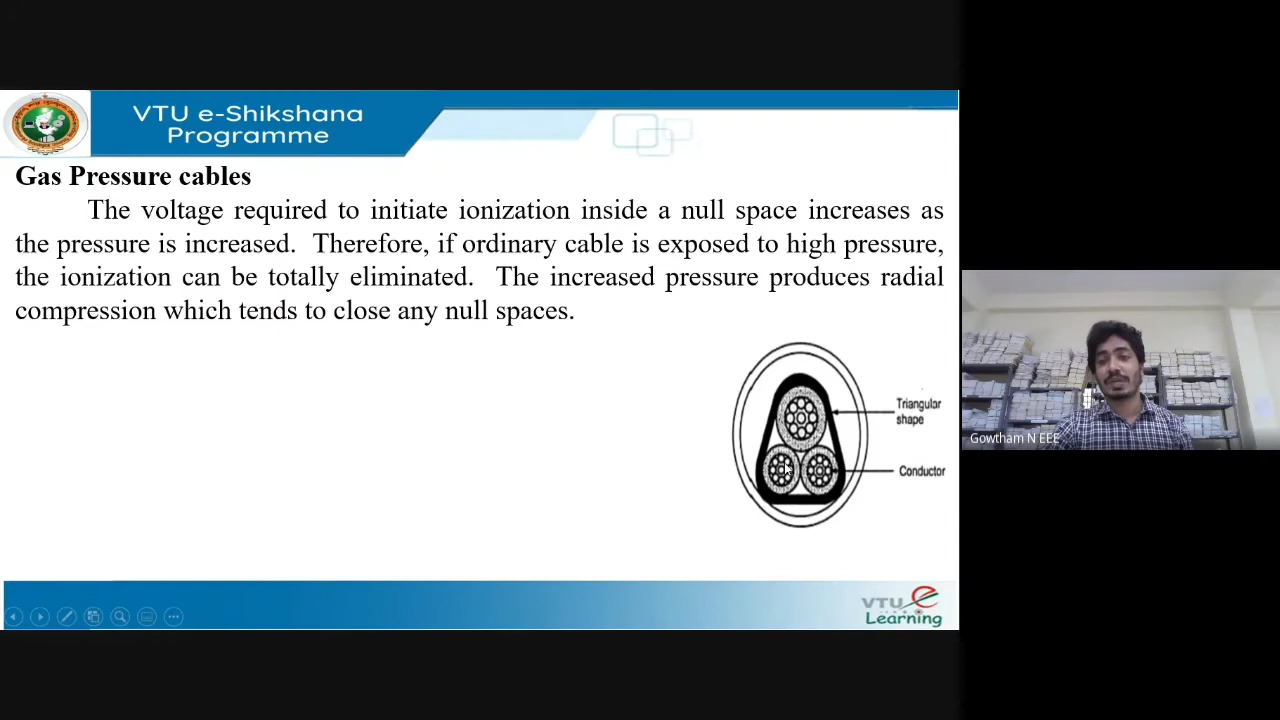 VTU e-Shikshana
Programme
Gas Pressure cables
The voltage required to initiate ionization inside a null space increases as
the pressure is increased. Therefore, if ordinary cable is exposed to high pressure,
the ionization can be totally eliminated. The increased pressure produces radial
compression which tends to close any null spaces.
Triangular
shape
Conductor
Gowtham N EEE
VTU e
Learning